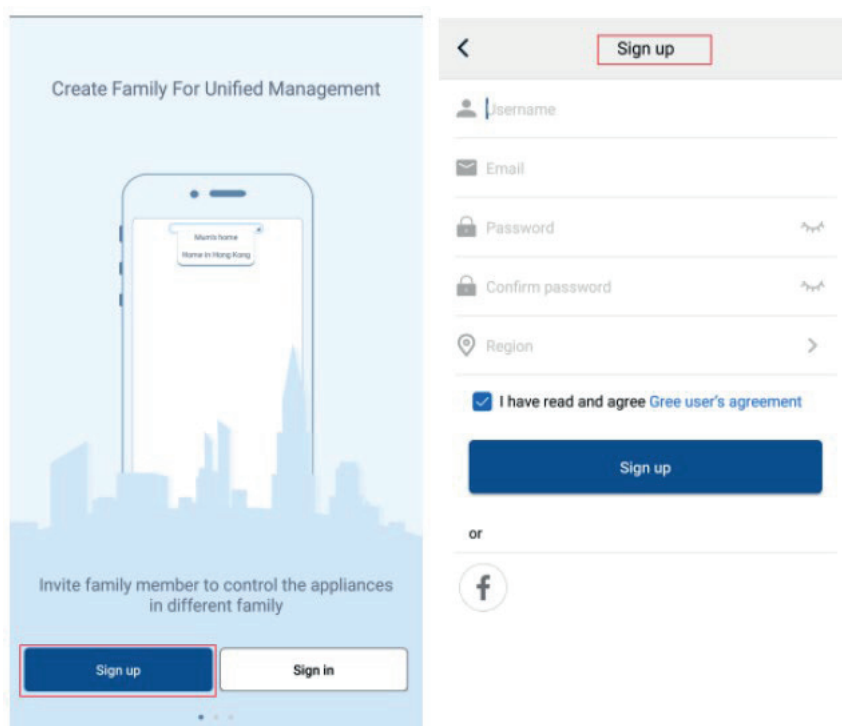 Create Family For Unified Management
Mum's home
Home in Hong Kong
Invite family member to control the appliances
in different family
Sign up
Sign in
Sign up
Username
Email
Password
Confirm password
Region
I have read and agree Gree user's agreement
Sign up
or
f